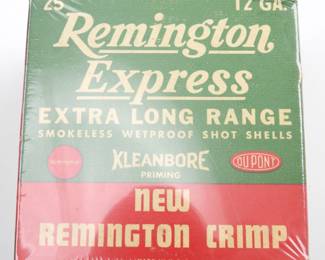 25 12 GA.
Remington
Express
EXTRA LONG RANGE
SMOKELESS WETPROOF SHOT SHELLS
KLEANBORE
PRIMING
DU PONT
NEW
REMINGTON CRIMP